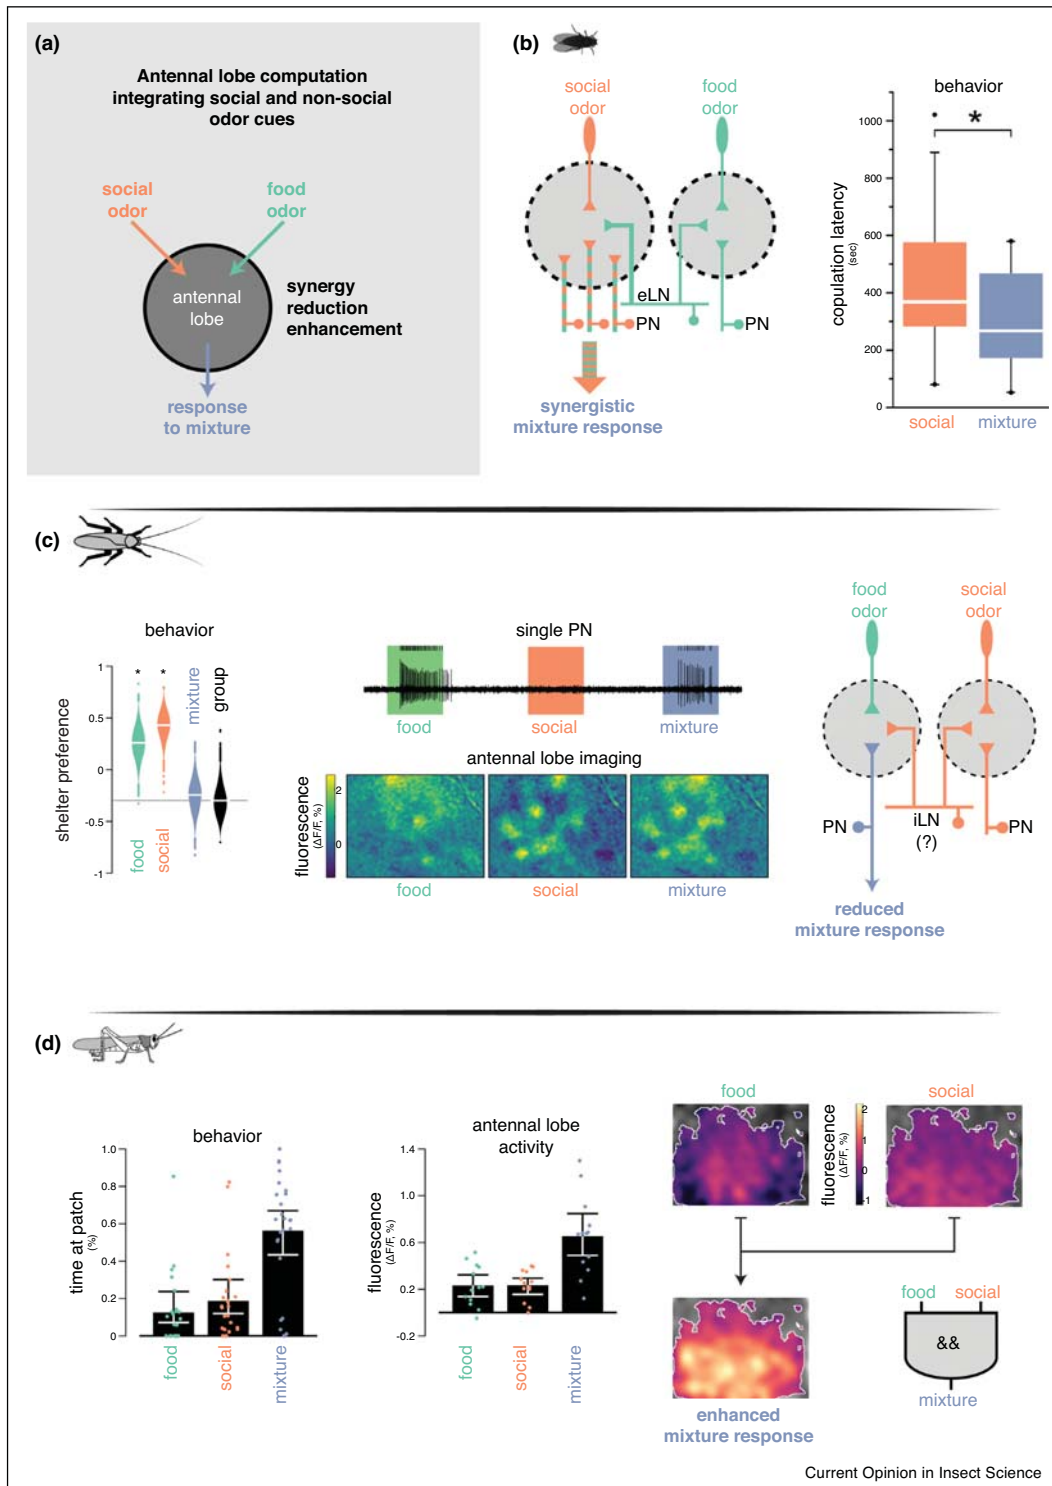 (a)
Antennal lobe computation
integrating social and non-social
odor cues
social
odor
food
odor
antennal
lobe
synergy
reduction
enhancement
response
to mixture
(b)
social
odor
food
odor
eLN
PN
PN
synergistic
mixture response
behavior
*
copulation latency
(sec)
1000
800
600
400
200
0
social
mixture
(c)
behavior
shelter preference
1
0.5
0
-0.5
-1
*
*
mixture
group
food
social
single PN
food
social
mixture
antennal lobe imaging
fluorescence
(ΔF/F, %)
2
0
food
social
mixture
food
odor
social
odor
PN
iLN
(?)
PN
reduced
mixture response
(d)
behavior
time at patch
(%)
1.0
0.8
0.6
0.4
0.2
0
food
social
mixture
antennal lobe
activity
fluorescence
(ΔF/F, %)
1.4
1.0
0.6
0.2
-0.2
food
social
mixture
food
social
fluorescence
(ΔF/F, %)
2
1
0
-1
enhanced
mixture response
food
social
&&
mixture
Current Opinion in Insect Science